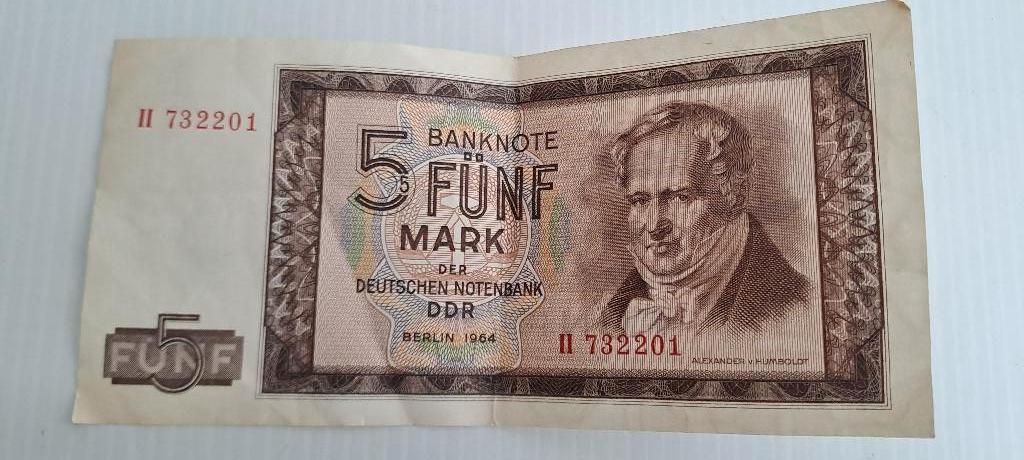 II 732201
5 BANKNOTE
5 FÜNF
MARK
DER
DEUTSCHEN NOTENBANK
DDR
BERLIN 1964
II 732201
ALEXANDER v. HUMBOLDT
5
FÜNF